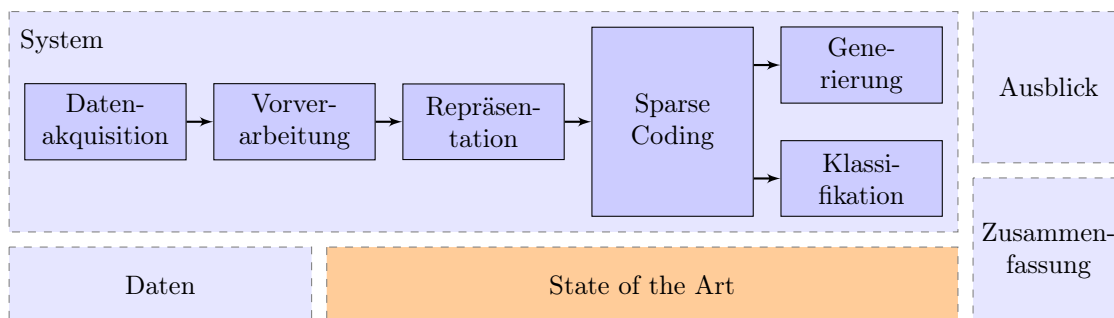 System
Daten-
akquisition
Vorver-
arbeitung
Repräsen-
tation
Sparse
Coding
Gene-
rierung
Klassi-
fikation
Ausblick
Zusammen-
fassung
Daten
State of the Art